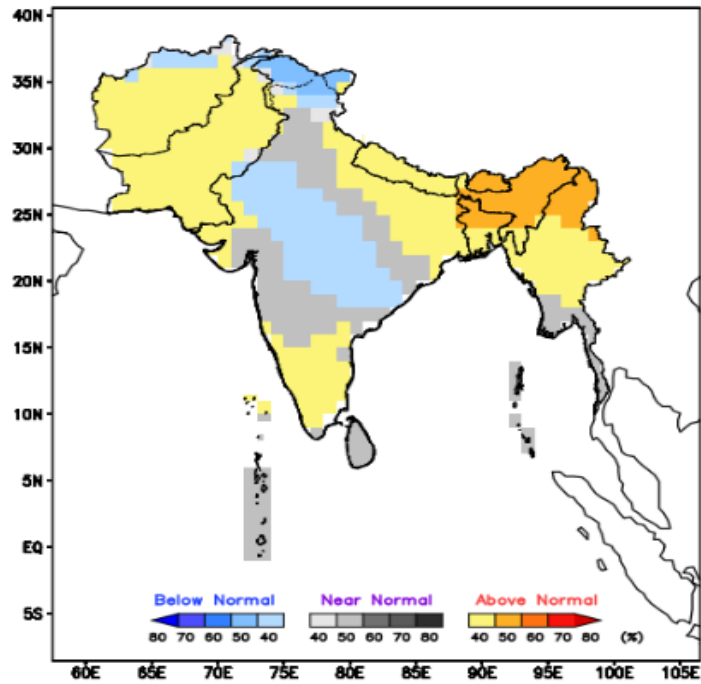 40N
35N
30N
25N
20N
15N
10N
5N
EQ
5S
Below Normal Near Normal Above Normal
80 70 60 50 40 40 50 60 70 80 40 50 60 70 80 (%)
60E 65E 70E 75E 80E 85E 90E 95E 100E 105E